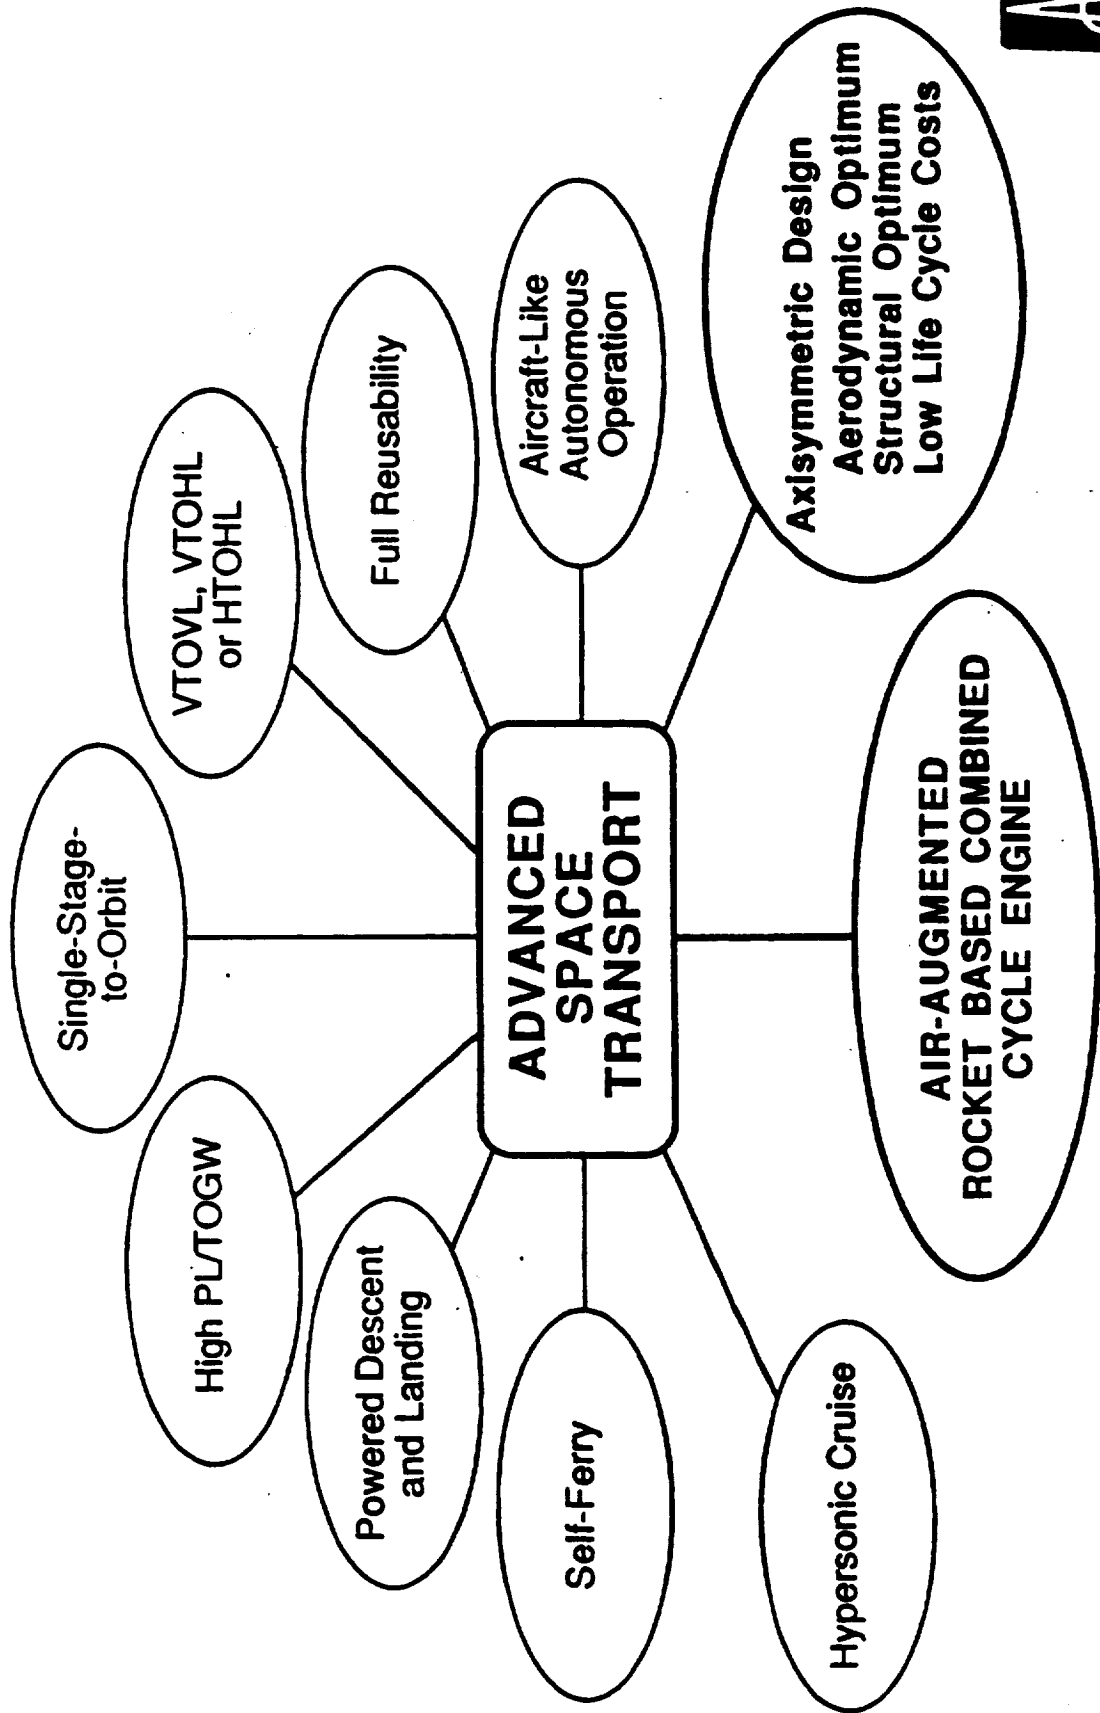 Single-Stage-
to-Orbit
High PL/TOGW
VTOVL, VTOHL
or HTOHL
Powered Descent
and Landing
Full Reusability
ADVANCED
SPACE
TRANSPORT
Self-Ferry
Aircraft-Like
Autonomous
Operation
Hypersonic Cruise
AIR-AUGMENTED
ROCKET BASED COMBINED
CYCLE ENGINE
Axisymmetric Design
Aerodynamic Optimum
Structural Optimum
Low Life Cycle Costs